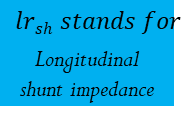 lr_sh stands for
Longitudinal
shunt impedance